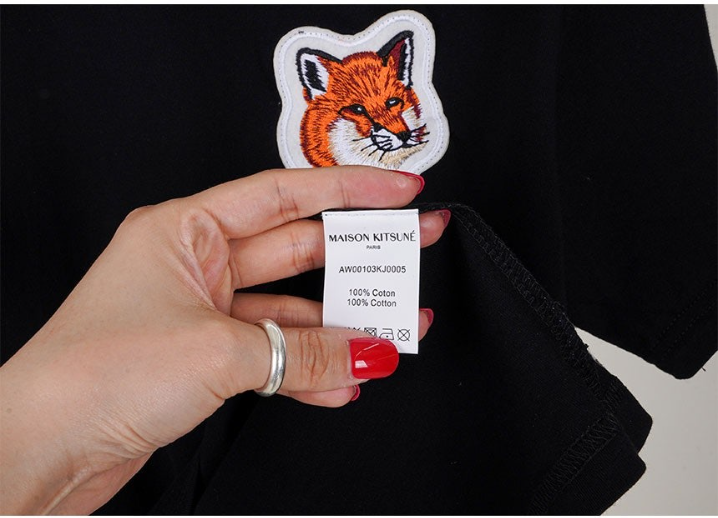 MAISON KITSUNÉ
PARIS
AW00103KJ0005
100% Coton
100% Cotton